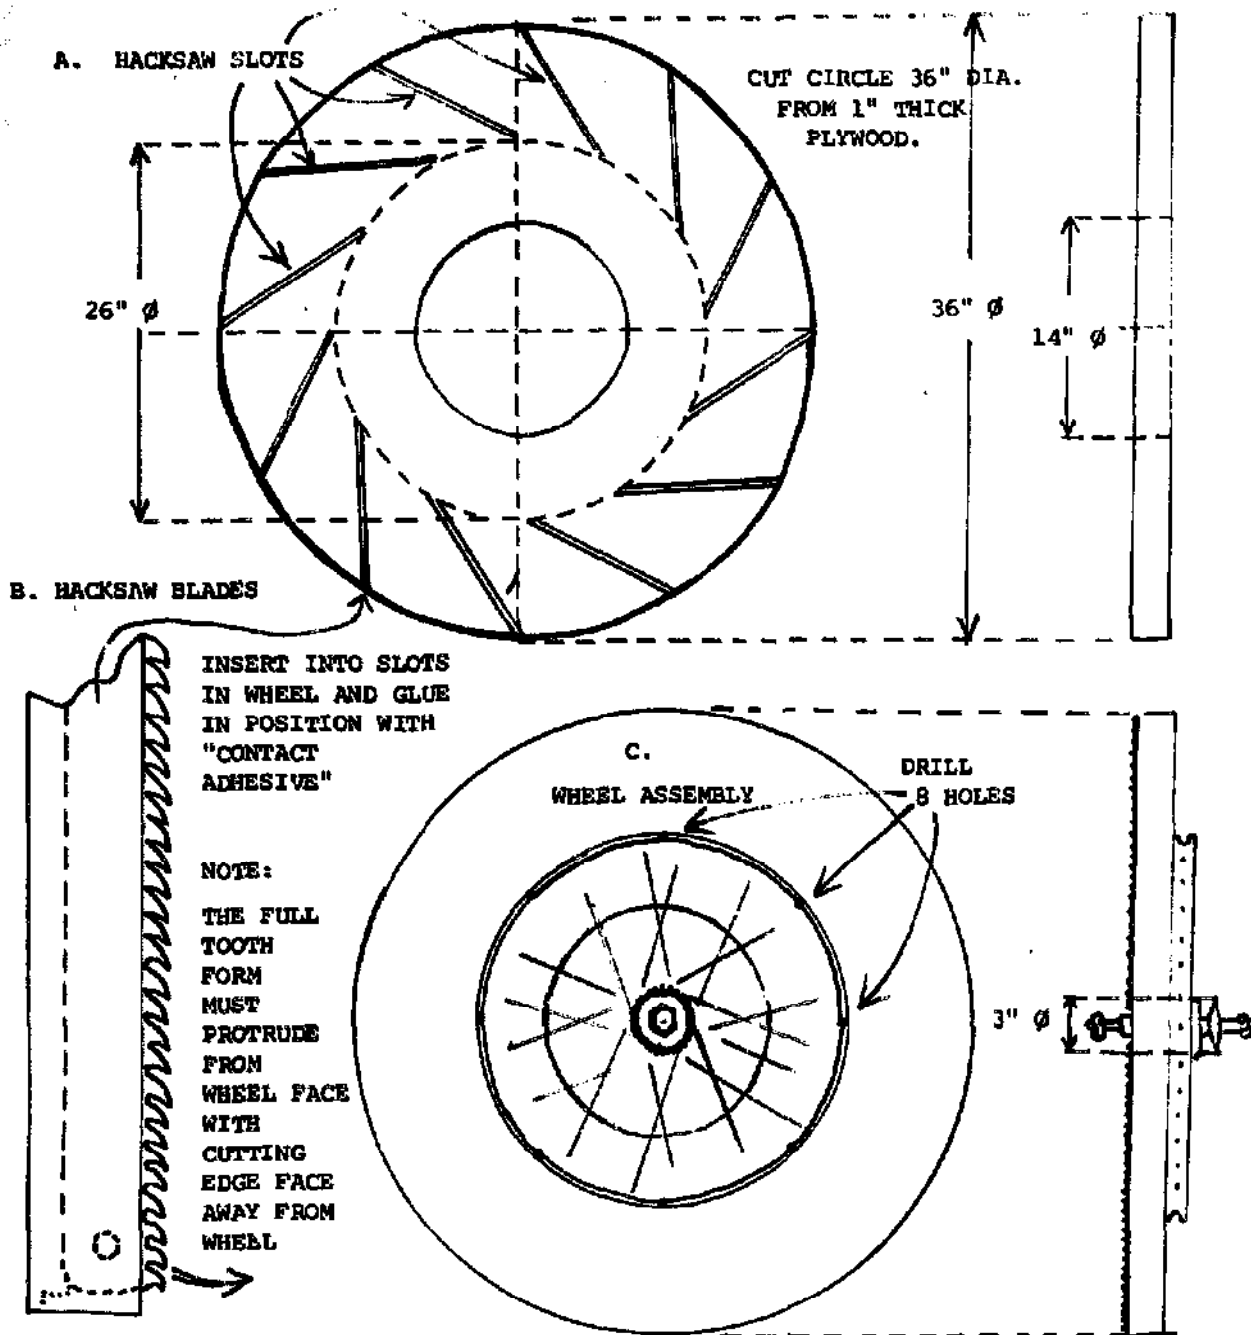 A. HACKSAW SLOTS
CUT CIRCLE 36" DIA.
FROM 1" THICK
PLYWOOD.
26" Ø
36" Ø
14" Ø
B. HACKSAW BLADES
INSERT INTO SLOTS
IN WHEEL AND GLUE
IN POSITION WITH
"CONTACT
ADHESIVE"
NOTE:
THE FULL
TOOTH
FORM
MUST
PROTRUDE
FROM
WHEEL FACE
WITH
CUTTING
EDGE FACE
AWAY FROM
WHEEL
C.
WHEEL ASSEMBLY
DRILL
8 HOLES
3" Ø